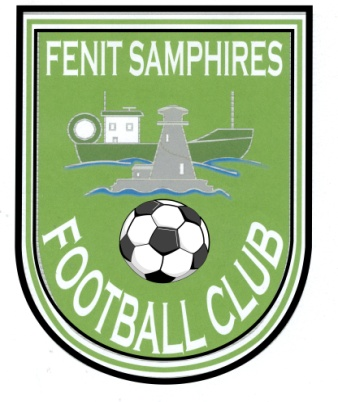 FENIT SAMPHIRES
FOOTBALL CLUB